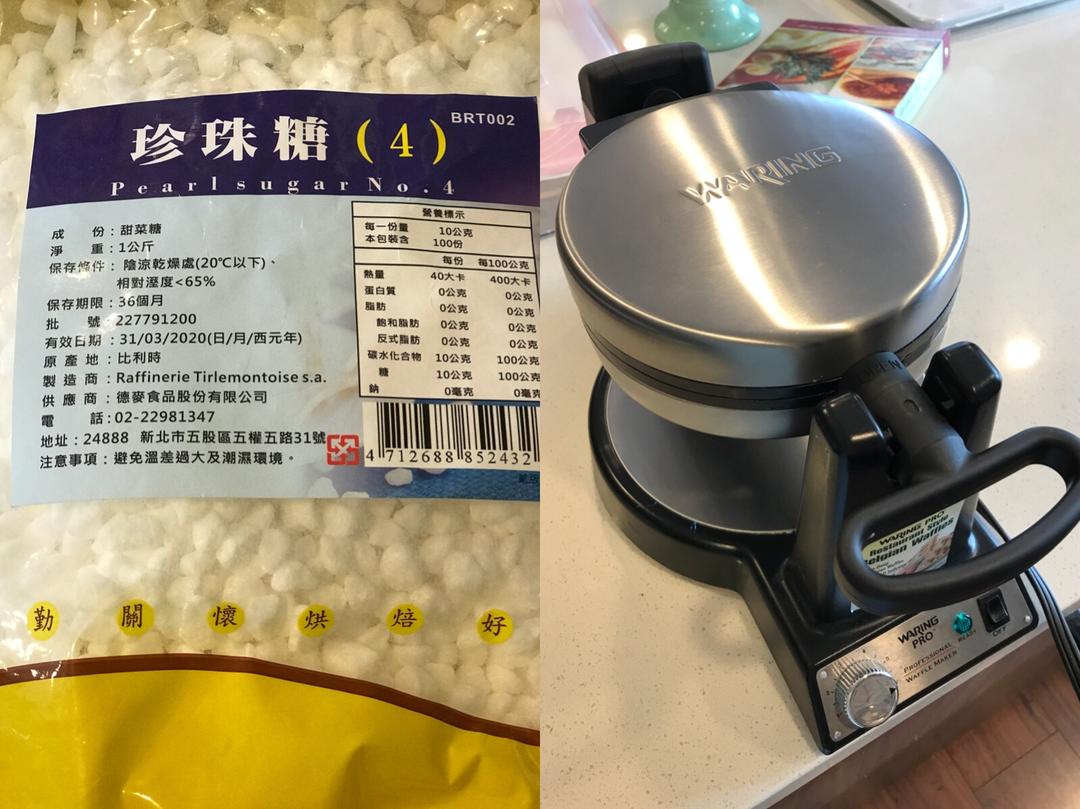 珍珠糖(4)
BRT002
Pearl sugar No.4
成 份:甜菜糖
淨 重:1公斤
保存條件: 陰涼乾燥處(20℃以下)、
相對溼度<65%
保存期限:36個月
批 號:227791200
有效日期:31/03/2020(日/月/西元年)
原 產 地:比利時
製 造 商:Raffinerie Tirlemontoise s.a.
供 應 商:德麥食品股份有限公司
電 話:02-22981347
地址:24888 新北市五股區五權五路31號
注意事項:避免溫差過大及潮濕環境。
營養標示
每一份量 10公克
本包裝含 100份
每份 每100公克
熱量 40大卡 400大卡
蛋白質 0公克 0公克
脂肪 0公克 0公克
飽和脂肪 0公克 0公克
反式脂肪 0公克 0公克
碳水化合物 10公克 100公克
糖 10公克 100公克
鈉 0毫克 0毫克
4 712688 852432
勤 關 懷 烘 焙 好
WARING
OPEN
WARING PRO
Restaurant Style
Belgian Waffles
WARING
PRO
PROFESSIONAL
WAFFLE MAKER
READY
OFF